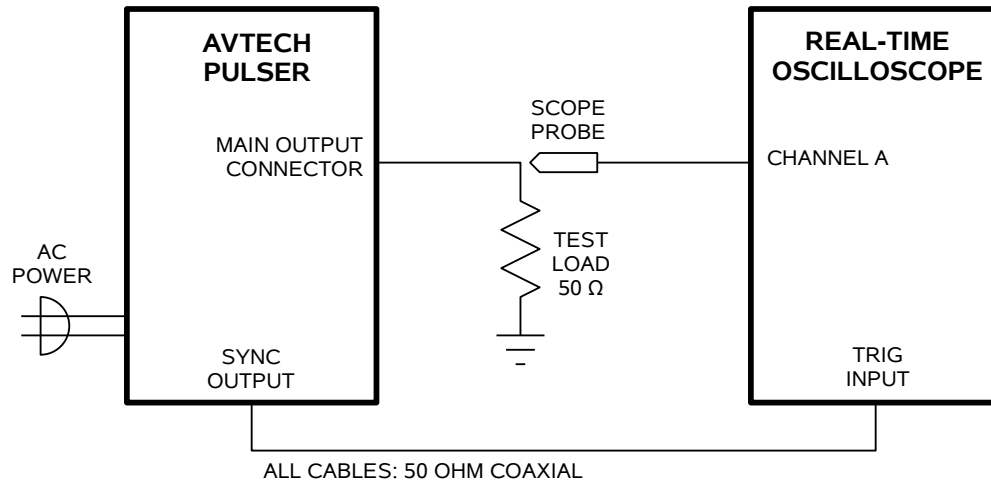 AVTECH
PULSER
REAL-TIME
OSCILLOSCOPE
SCOPE
PROBE
MAIN OUTPUT
CONNECTOR
CHANNEL A
TEST
LOAD
50 Ω
AC
POWER
SYNC
OUTPUT
TRIG
INPUT
ALL CABLES: 50 OHM COAXIAL